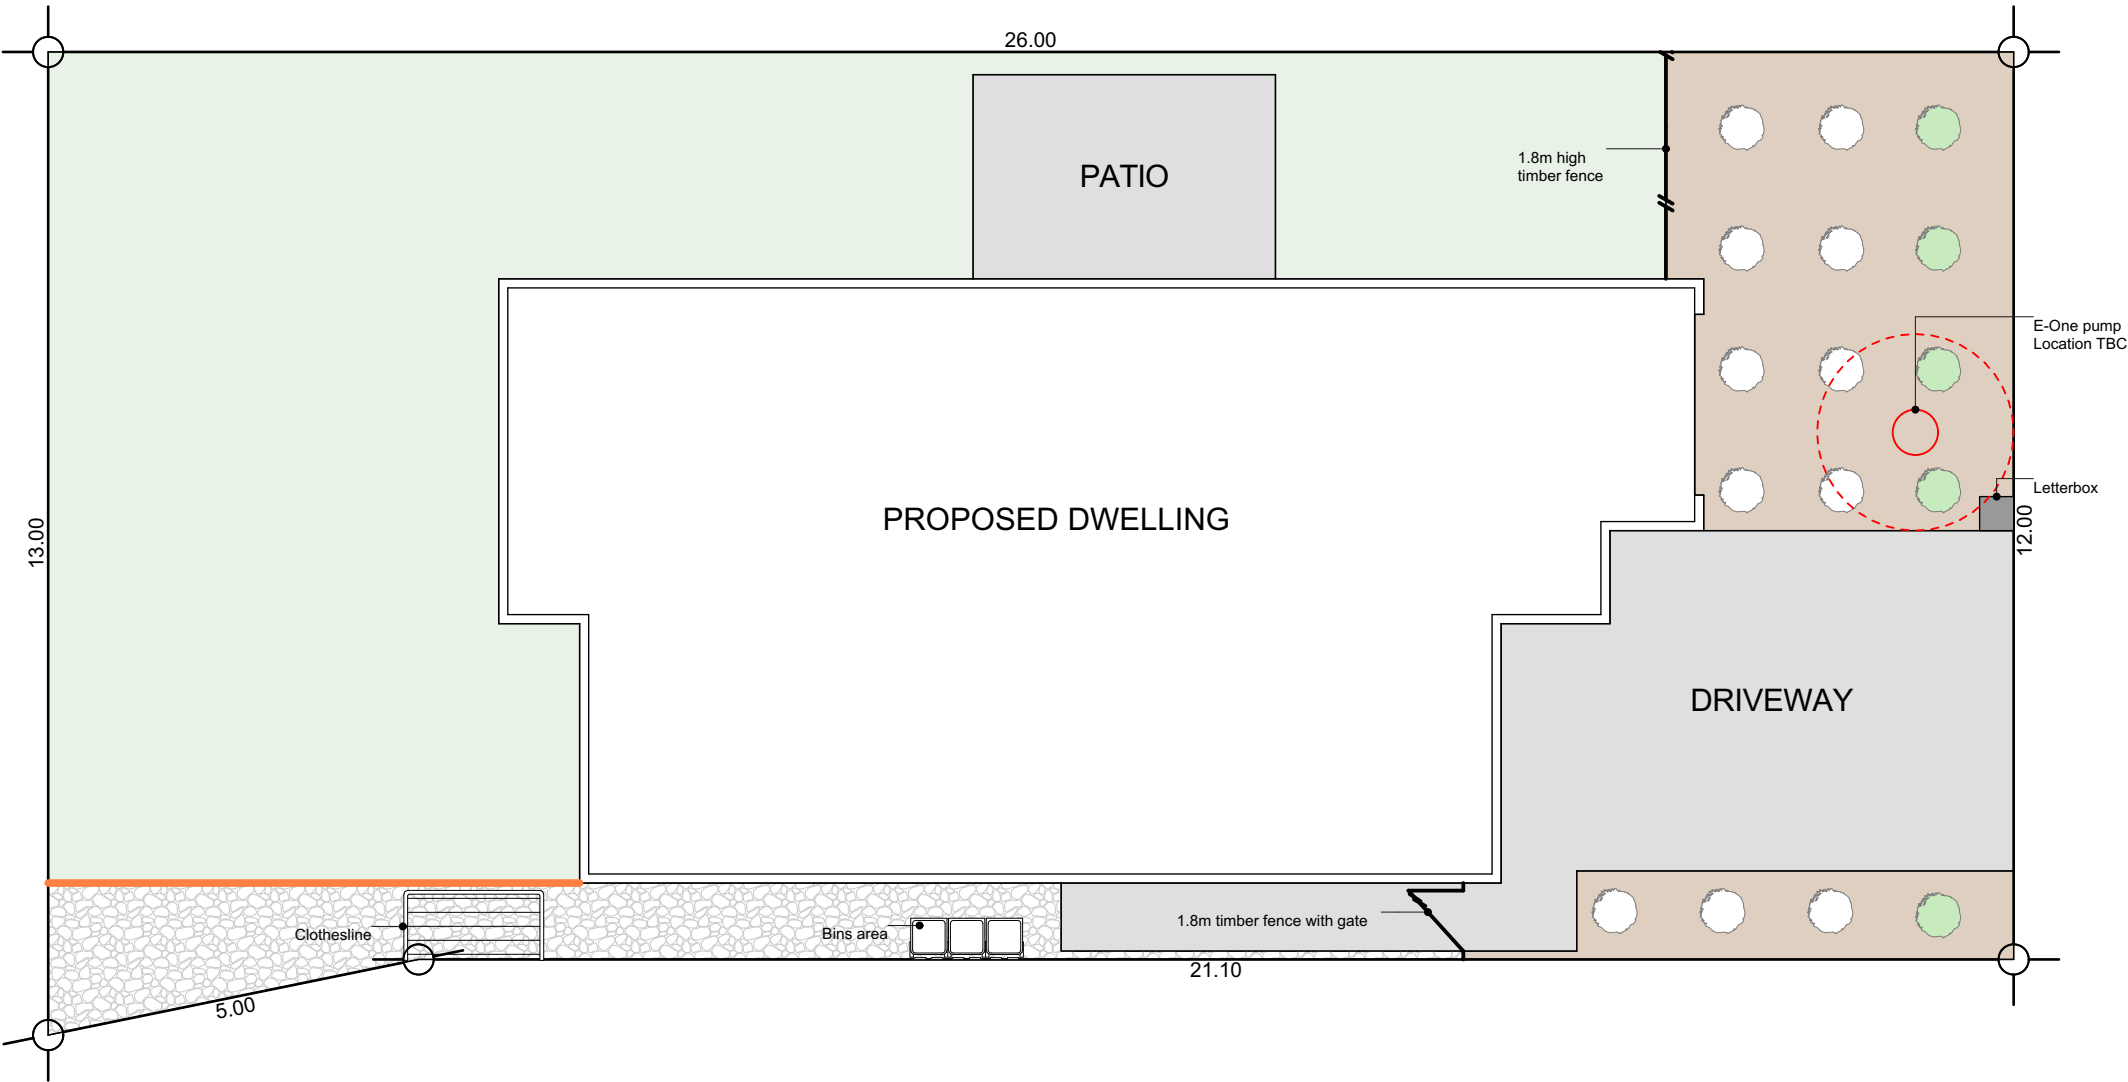 26.00
PATIO
1.8m high
timber fence
E-One pump
Location TBC
Letterbox
PROPOSED DWELLING
13.00
12.00
DRIVEWAY
Clothesline
Bins area
1.8m timber fence with gate
21.10
5.00